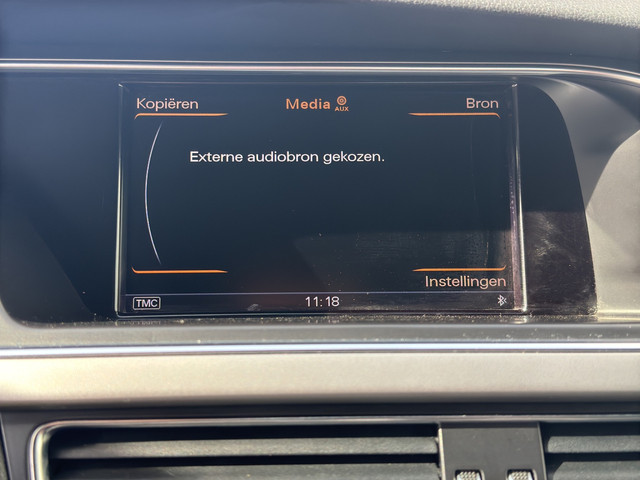 Kopiëren Media AUX Bron
Externe audiobron gekozen.
Instellingen
TMC 11:18